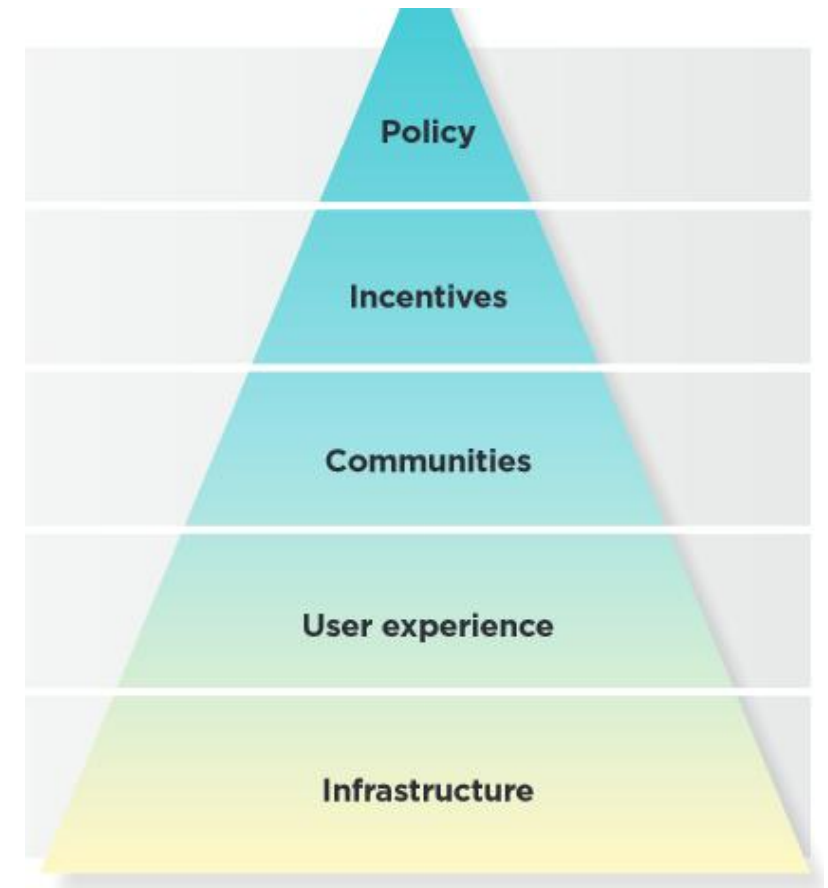 Policy
Incentives
Communities
User experience
Infrastructure